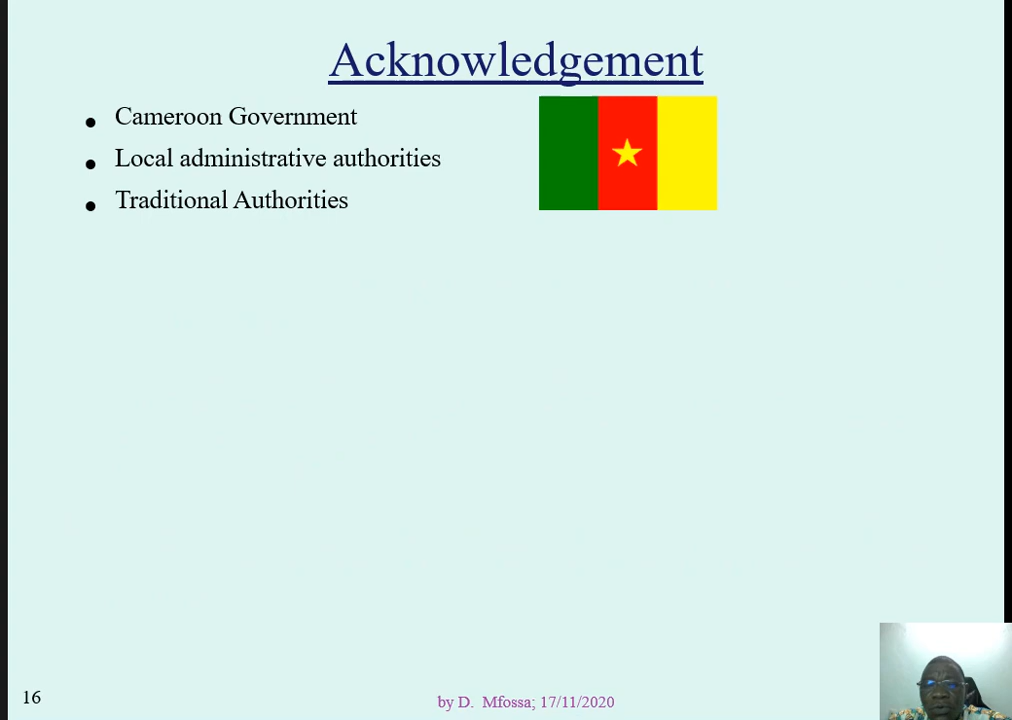 Acknowledgement
Cameroon Government
Local administrative authorities
Traditional Authorities
16
by D. Mfossa; 17/11/2020